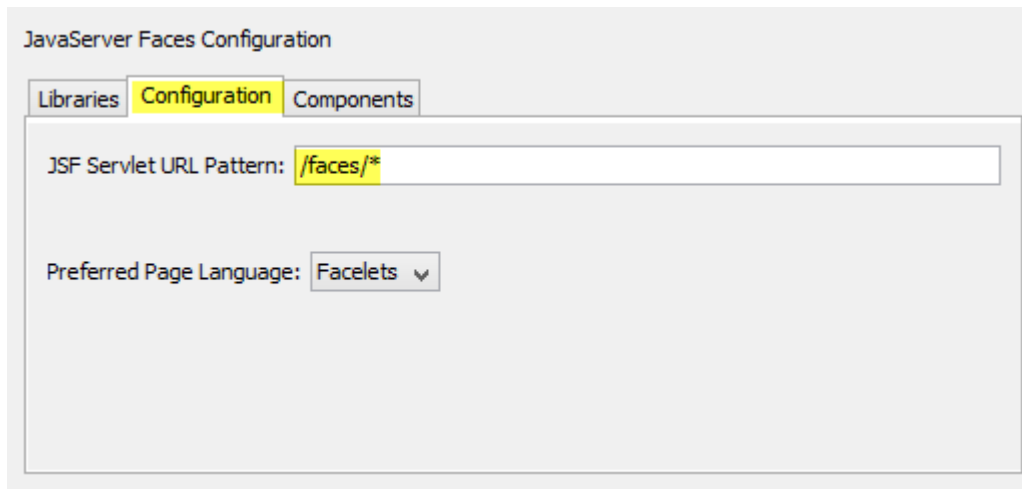 JavaServer Faces Configuration
Libraries Configuration Components
JSF Servlet URL Pattern: /faces/*
Preferred Page Language: Facelets